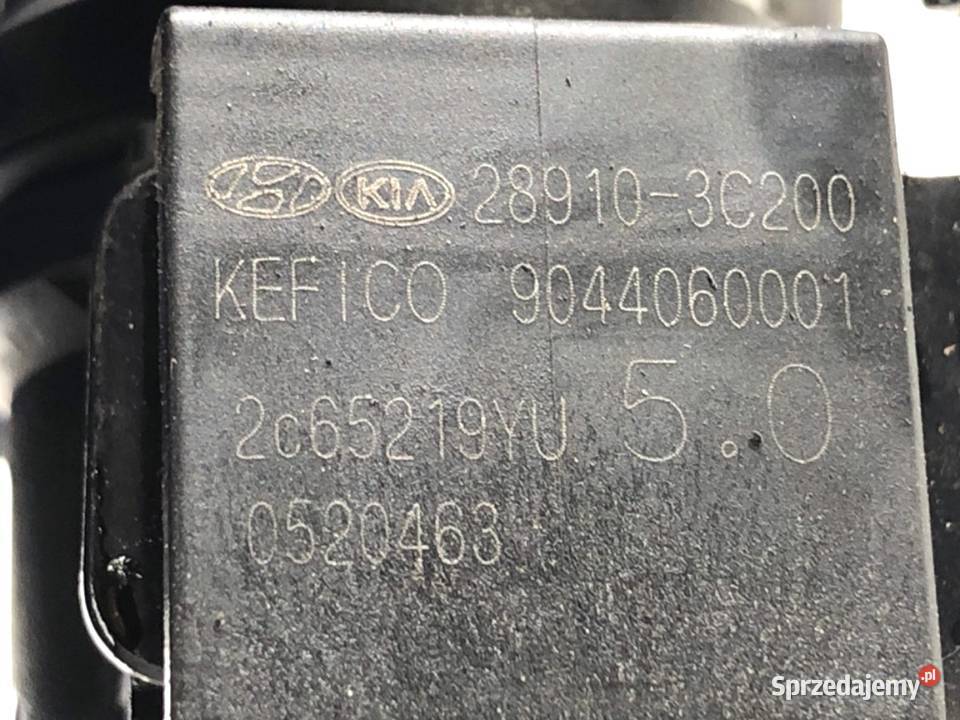 KIA 28910-3C200
KEFICO 9044060001
2c65219YU 5.0
0520463
Sprzedajemy.pl